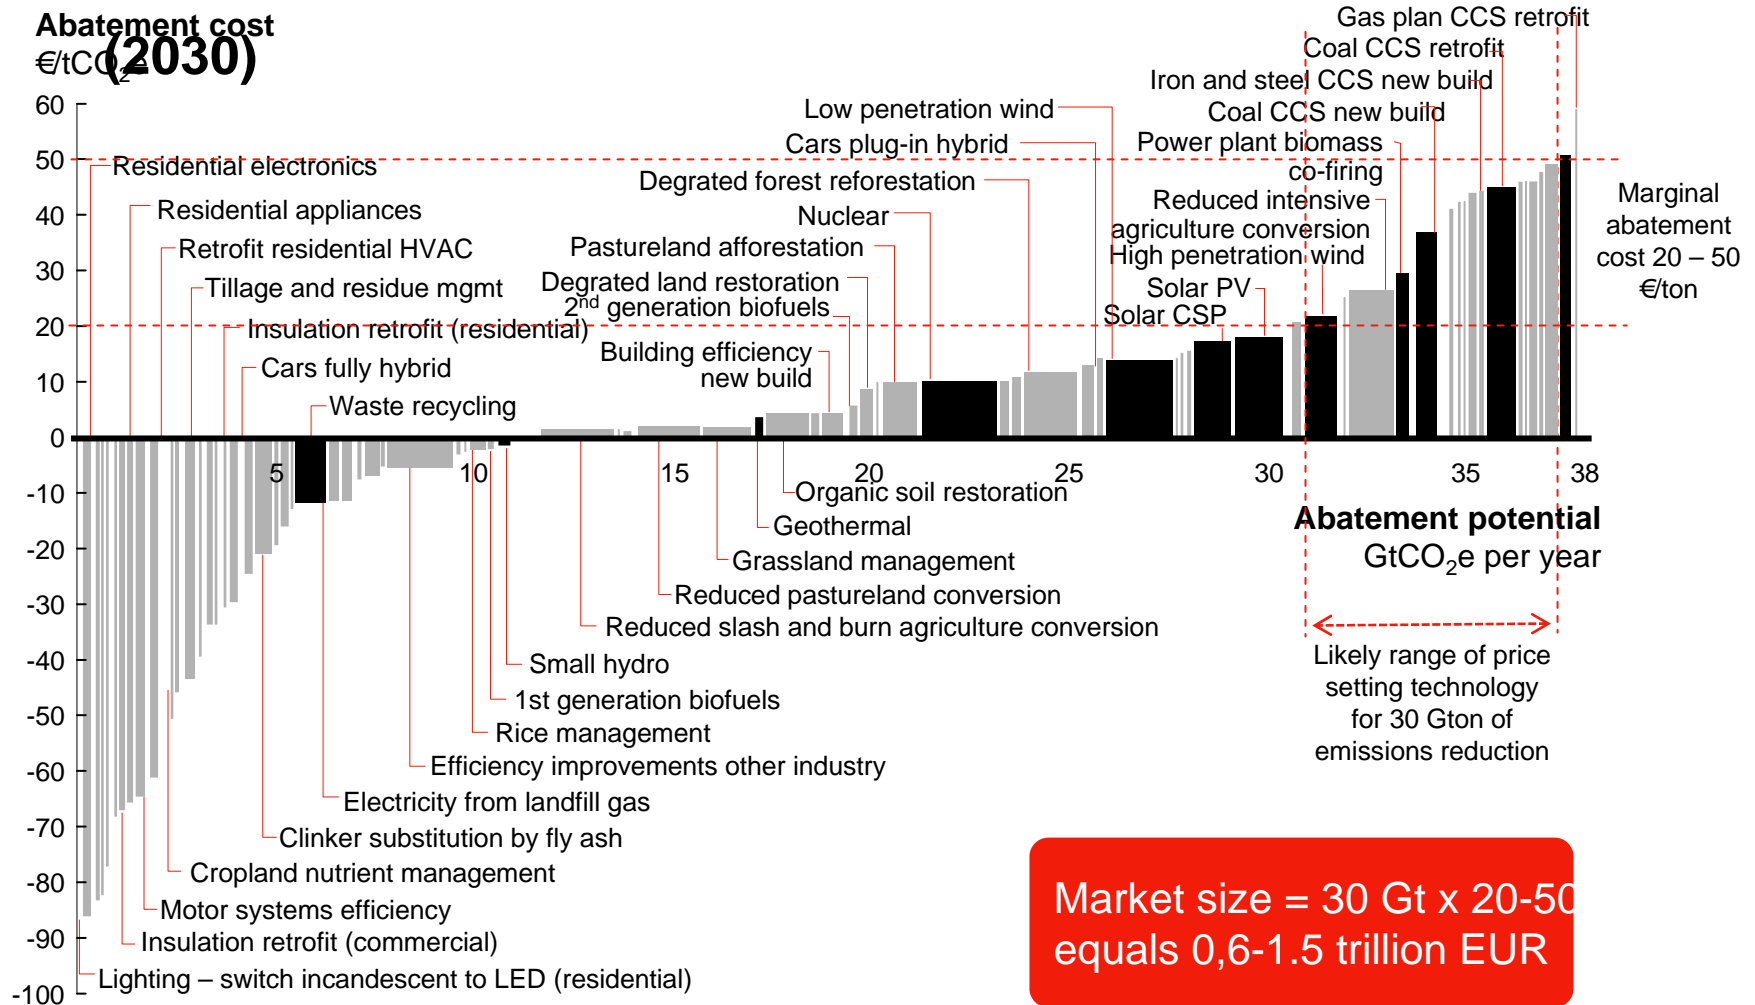 Abatement cost
€/tCO2e
(2030)
Gas plan CCS retrofit
Coal CCS retrofit
Iron and steel CCS new build
Coal CCS new build
Low penetration wind
Cars plug-in hybrid
Power plant biomass
co-firing
Degrated forest reforestation
Reduced intensive
agriculture conversion
Nuclear
High penetration wind
Pastureland afforestation
Solar PV
Degrated land restoration
2nd generation biofuels
Solar CSP
Building efficiency
new build
Residential electronics
Residential appliances
Retrofit residential HVAC
Tillage and residue mgmt
Insulation retrofit (residential)
Cars fully hybrid
Waste recycling
Marginal
abatement
cost 20 – 50
€/ton
60
50
40
30
20
10
0
-10
-20
-30
-40
-50
-60
-70
-80
-90
-100
5
10
15
20
25
30
35
38
Abatement potential
GtCO2e per year
Organic soil restoration
Geothermal
Grassland management
Reduced pastureland conversion
Reduced slash and burn agriculture conversion
Small hydro
1st generation biofuels
Rice management
Efficiency improvements other industry
Electricity from landfill gas
Clinker substitution by fly ash
Cropland nutrient management
Motor systems efficiency
Insulation retrofit (commercial)
Lighting – switch incandescent to LED (residential)
Likely range of price
setting technology
for 30 Gton of
emissions reduction
Market size = 30 Gt x 20-50
equals 0,6-1.5 trillion EUR